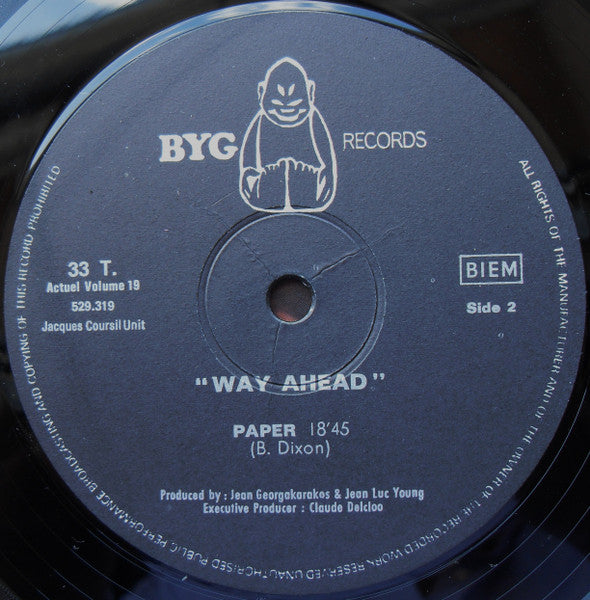 BYG RECORDS
33 T.
Actuel Volume 19
529.319
Jacques Coursil Unit
BIEM
Side 2
"WAY AHEAD"
PAPER 18'45
(B. Dixon)
Produced by : Jean Georgakarakos & Jean Luc Young
Executive Producer : Claude Delcloo
ALL RIGHTS OF THE MANUFACTURER AND OF THE OWNER OF THE RECORDED WORK RESERVED UNAUTHORISED PUBLIC PERFORMANCE BROADCASTING AND COPYING OF THIS RECORD PROHIBITED